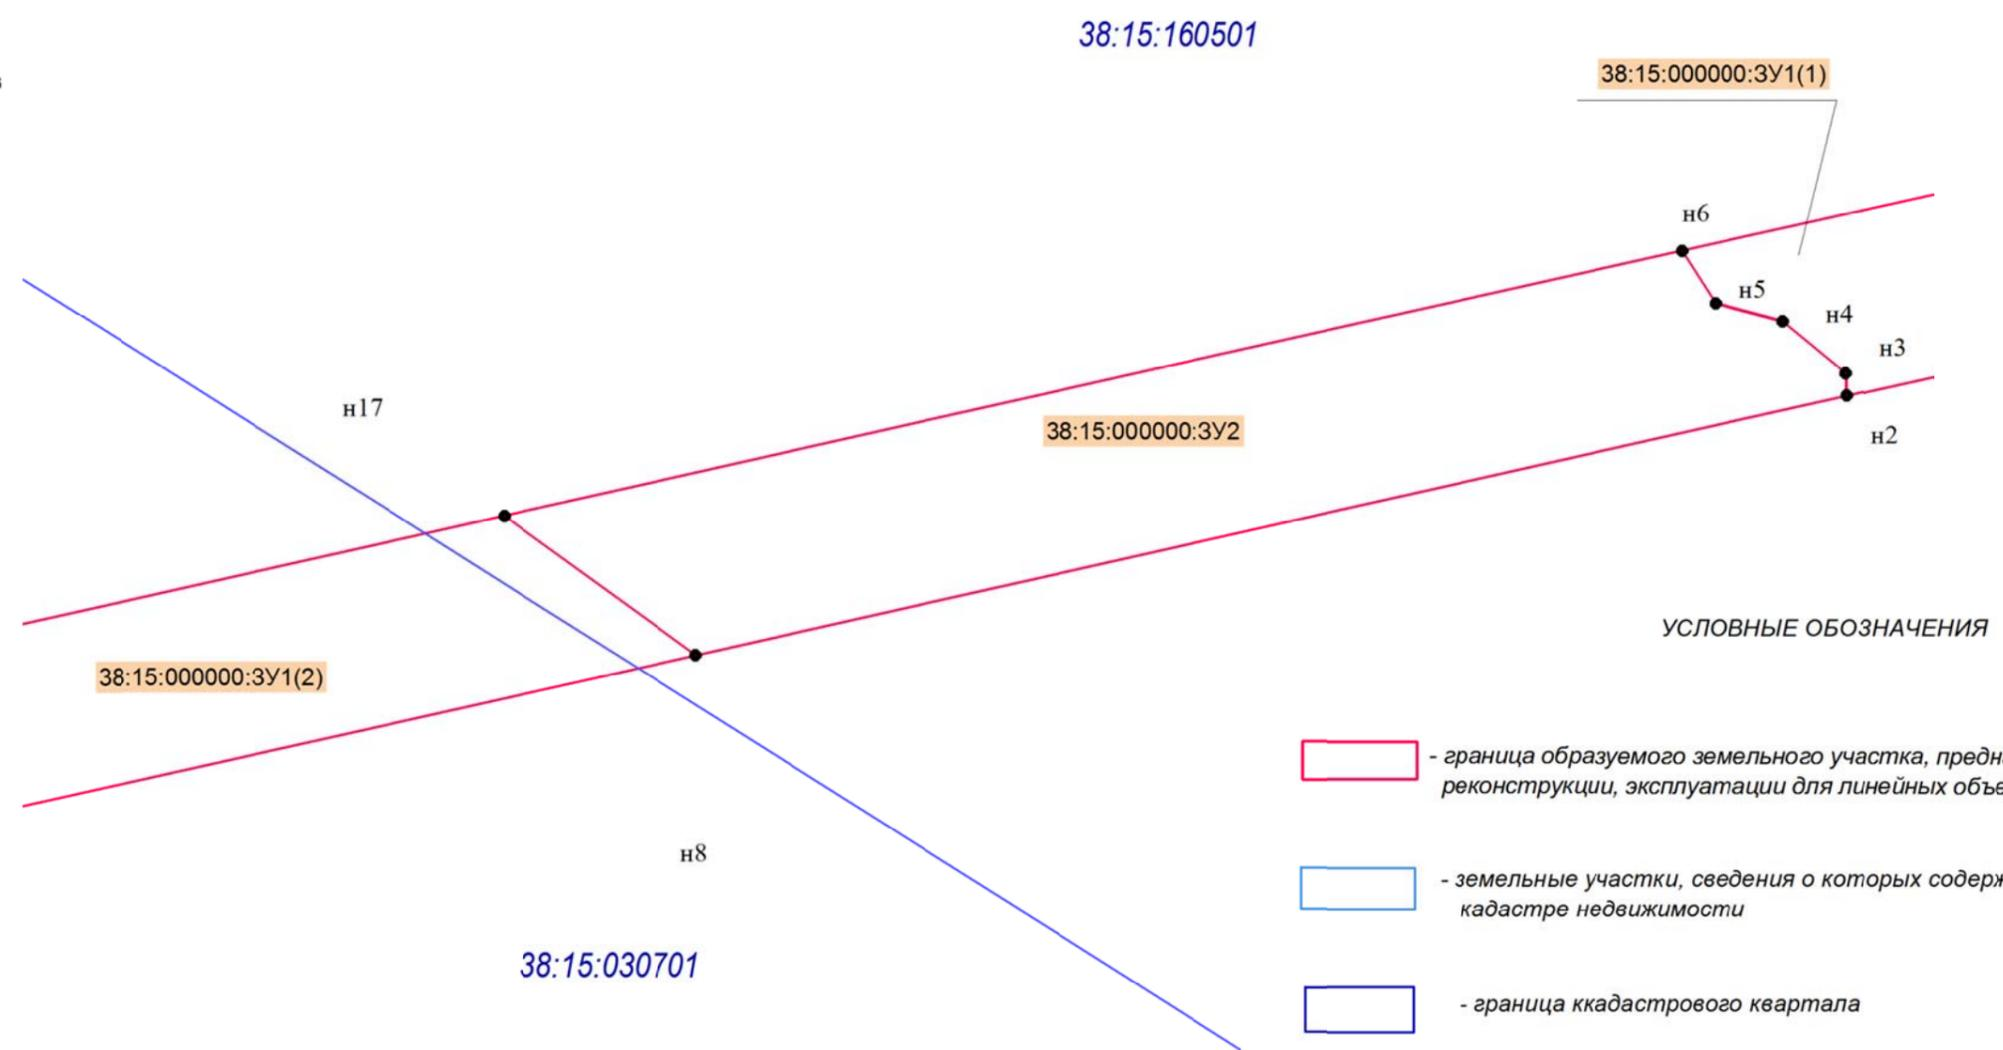 38:15:160501
38:15:000000:ЗУ1(1)
н6
н5
н4
н3
н17
38:15:000000:ЗУ2
н2
УСЛОВНЫЕ ОБОЗНАЧЕНИЯ
38:15:000000:ЗУ1(2)
- граница образуемого земельного участка, предн
реконструкции, эксплуатации для линейных объе
н8
- земельные участки, сведения о которых содерж
кадастре недвижимости
38:15:030701
- граница ккадастрового квартала